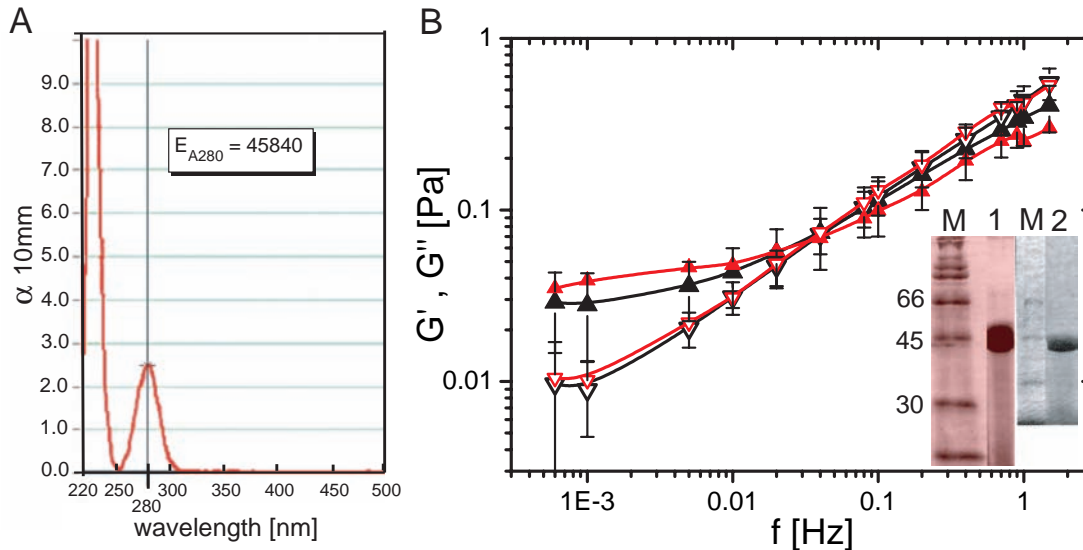 A
9.0
8.0
7.0
6.0
5.0
4.0
3.0
2.0
1.0
0.0
α 10mm
E A280 = 45840
220 250 300 350 400 450 500
280
wavelength [nm]
B
1
0.1
0.01
G' , G'' [Pa]
1E-3 0.01 0.1 1
f [Hz]
M 1 M 2
66
45
30